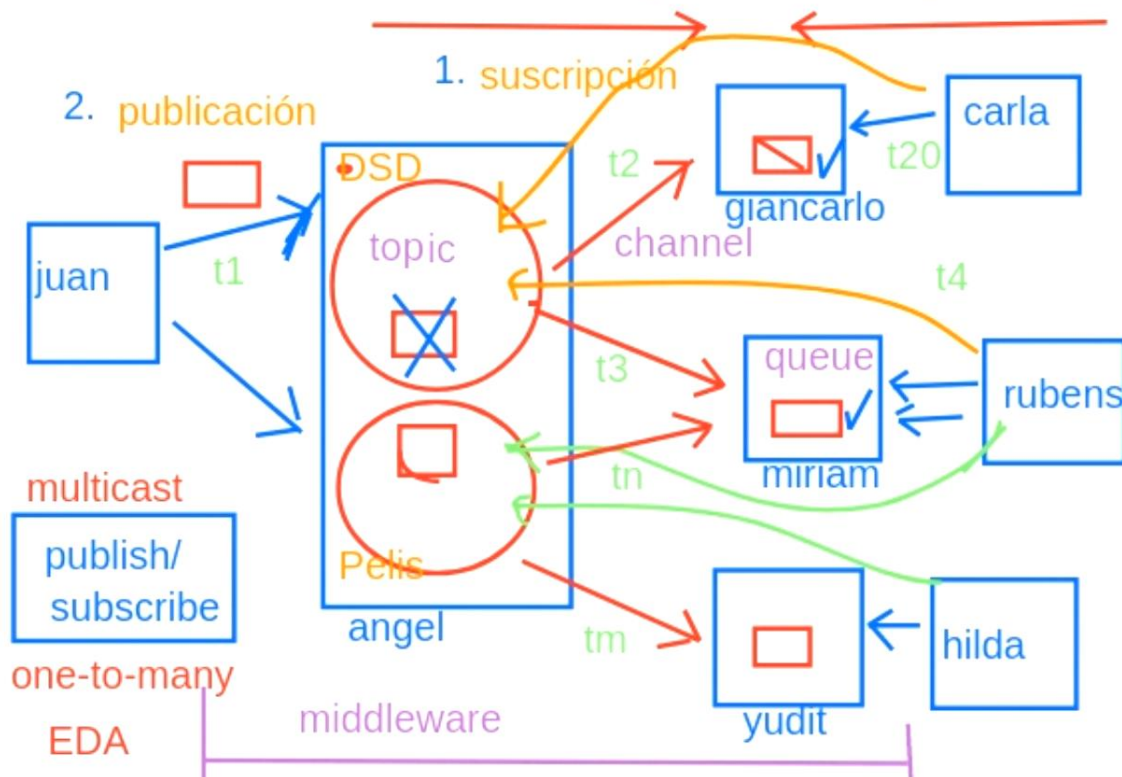 1. suscripción
2. publicación
carla
DSD
t2
t20
giancarlo
topic
channel
juan
t1
t4
queue
t3
rubens
miriam
tn
multicast
publish/
subscribe
Pelis
angel
tm
hilda
one-to-many
middleware
yudit
EDA